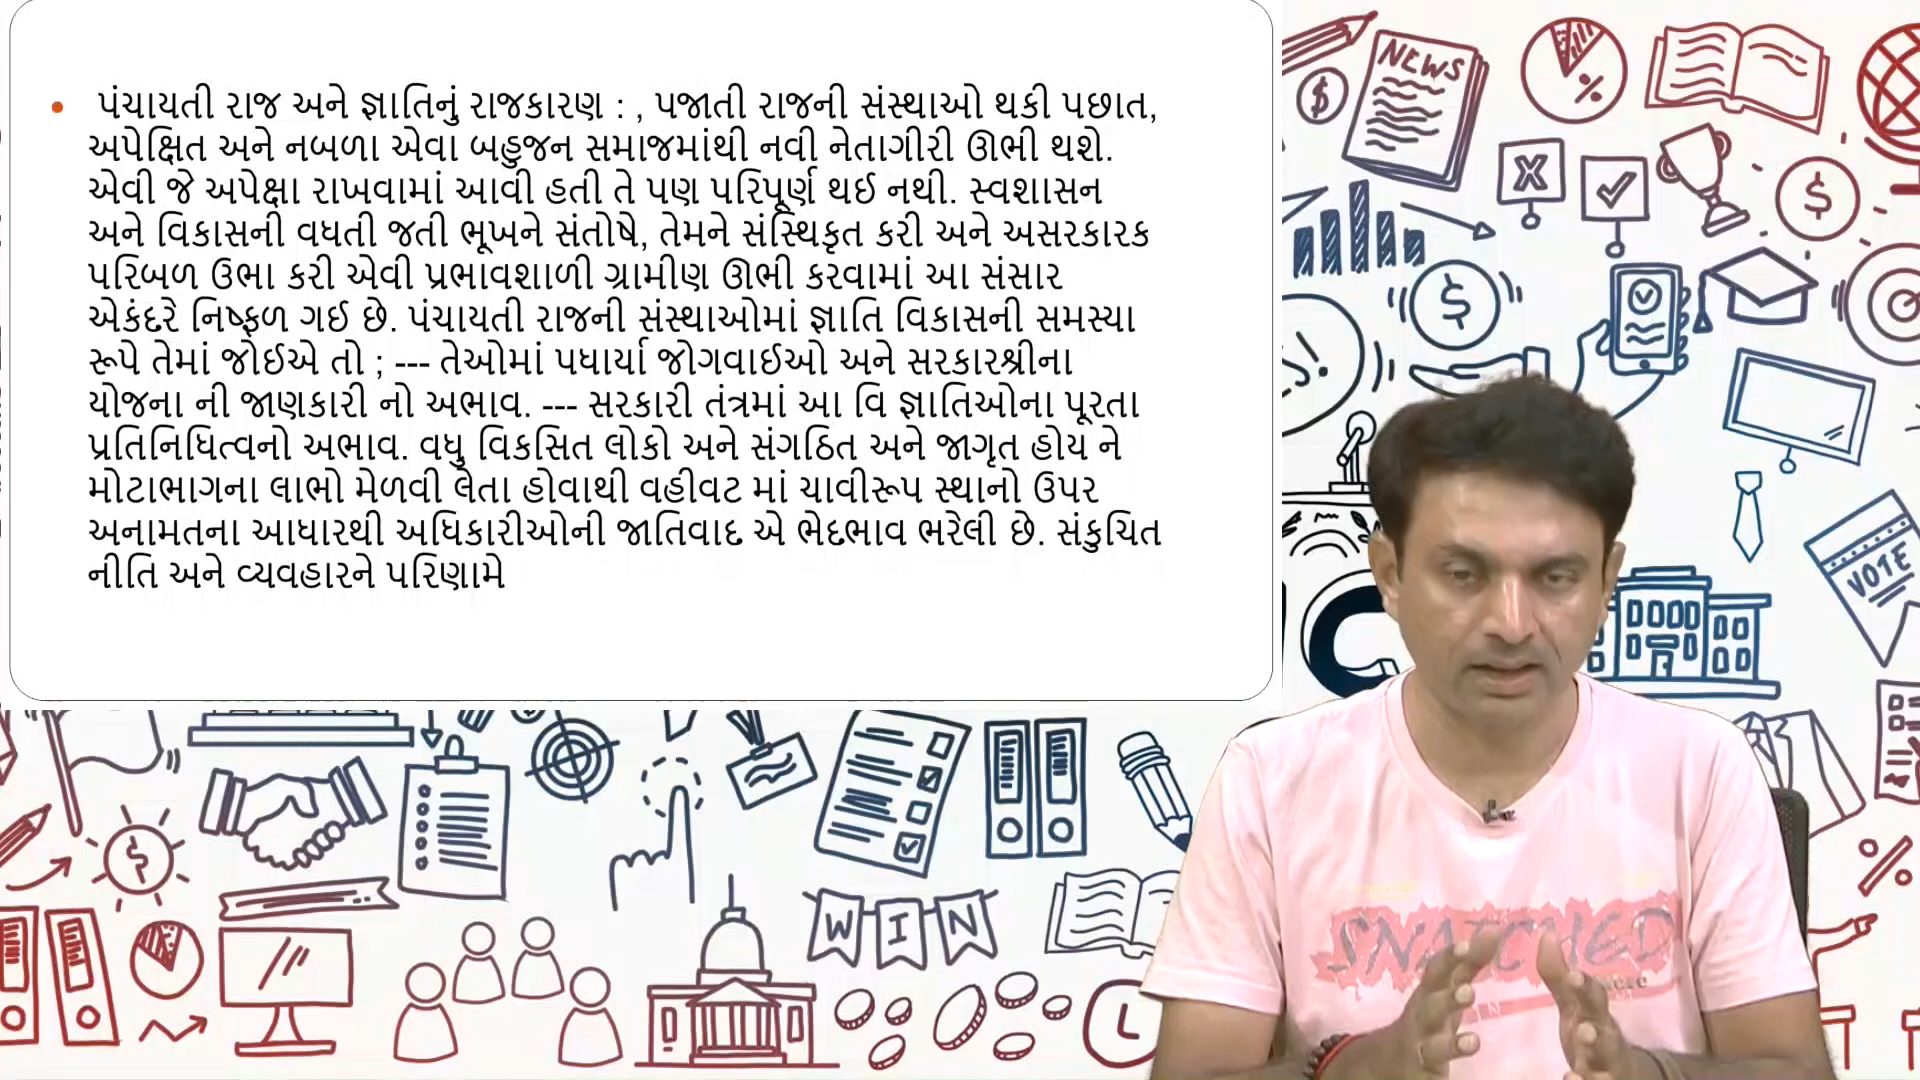 • પંચાયતી રાજ અને જ્ઞાતિનું રાજકારણ : , પજાતી રાજની સંસ્થાઓ થકી પછાત,
અપેક્ષિત અને નબળા એવા બહુજન સમાજમાંથી નવી નેતાગીરી ઊભી થશે.
એવી જે અપેક્ષા રાખવામાં આવી હતી તે પણ પરિપૂર્ણ થઈ નથી. સ્વશાસન
અને વિકાસની વધતી જતી ભૂખને સંતોષે, તેમને સંસ્થિકૃત કરી અને અસરકારક
પરિબળ ઉભા કરી એવી પ્રભાવશાળી ગ્રામીણ ઊભી કરવામાં આ સંસાર
એકંદરે નિષ્ફળ ગઈ છે. પંચાયતી રાજની સંસ્થાઓમાં જ્ઞાતિ વિકાસની સમસ્યા
રૂપે તેમાં જોઈએ તો ; --- તેઓમાં પધાર્યા જોગવાઈઓ અને સરકારશ્રીના
યોજના ની જાણકારી નો અભાવ. --- સરકારી તંત્રમાં આ વિ જ્ઞાતિઓના પૂરતા
પ્રતિનિધિત્વનો અભાવ. વધુ વિકસિત લોકો અને સંગઠિત અને જાગૃત હોય ને
મોટાભાગના લાભો મેળવી લેતા હોવાથી વહીવટ માં ચાવીરૂપ સ્થાનો ઉપર
અનામતના આધારથી અધિકારીઓની જાતિવાદ એ ભેદભાવ ભરેલી છે. સંકુચિત
નીતિ અને વ્યવહારને પરિણામે
NEWS
VOTE
WIN
SNATCHED